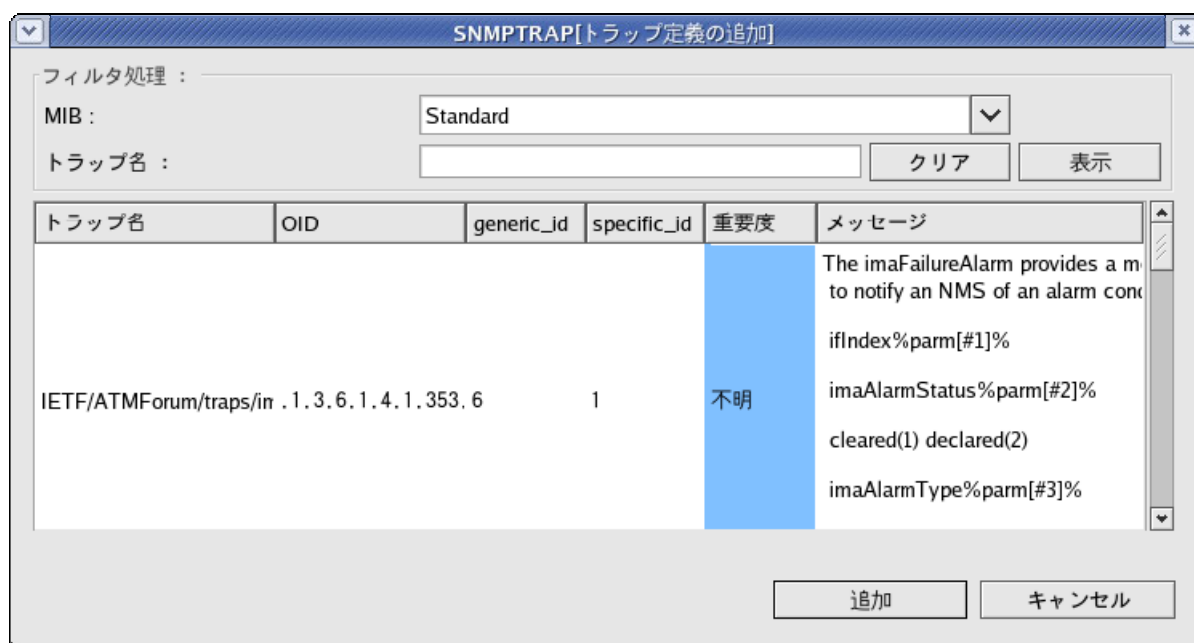 SNMPTRAP[トラップ定義の追加]
フィルタ処理 :
MIB : Standard
トラップ名 : クリア 表示
トラップ名 OID generic_id specific_id 重要度 メッセージ
The imaFailureAlarm provides a
to notify an NMS of an alarm
ifIndex%parm[#1]%
imaAlarmStatus%parm[#2]%
IETF/ATMForum/traps/ .1.3.6.1.4.1.353. 6 1 不明
cleared(1) declared(2)
imaAlarmType%parm[#3]%
追加 キャンセル